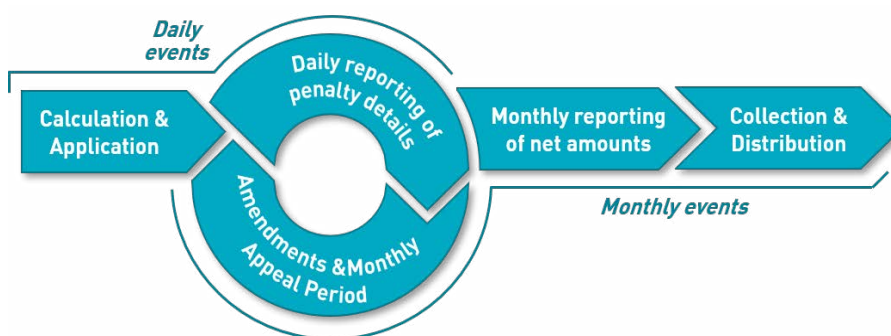 Daily
events
Calculation &
Application
Daily reporting of
penalty details
Amendments &Monthly
Appeal Period
Monthly reporting
of net amounts
Collection &
Distribution
Monthly events